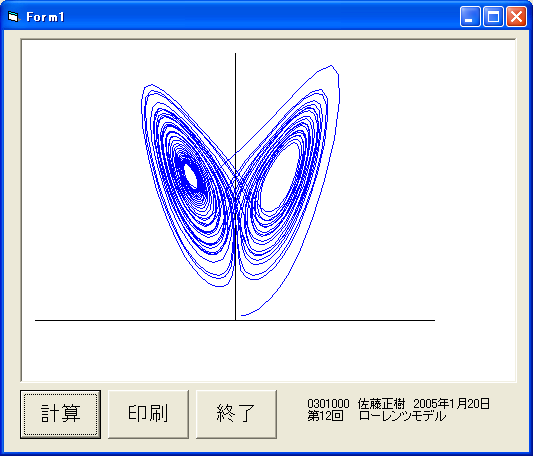 Form1
計算 印刷 終了
0301000 佐藤正樹 2005年1月20日
第12回 ローレンツモデル